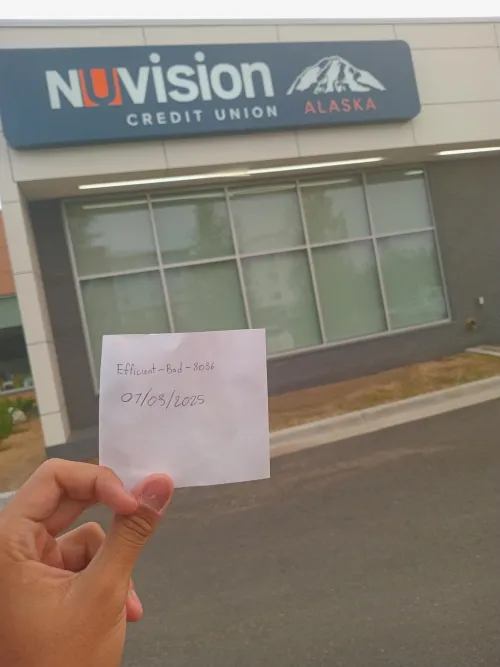 NUvision
CREDIT UNION
ALASKA
Efficient-Bad-8036
07/08/2025